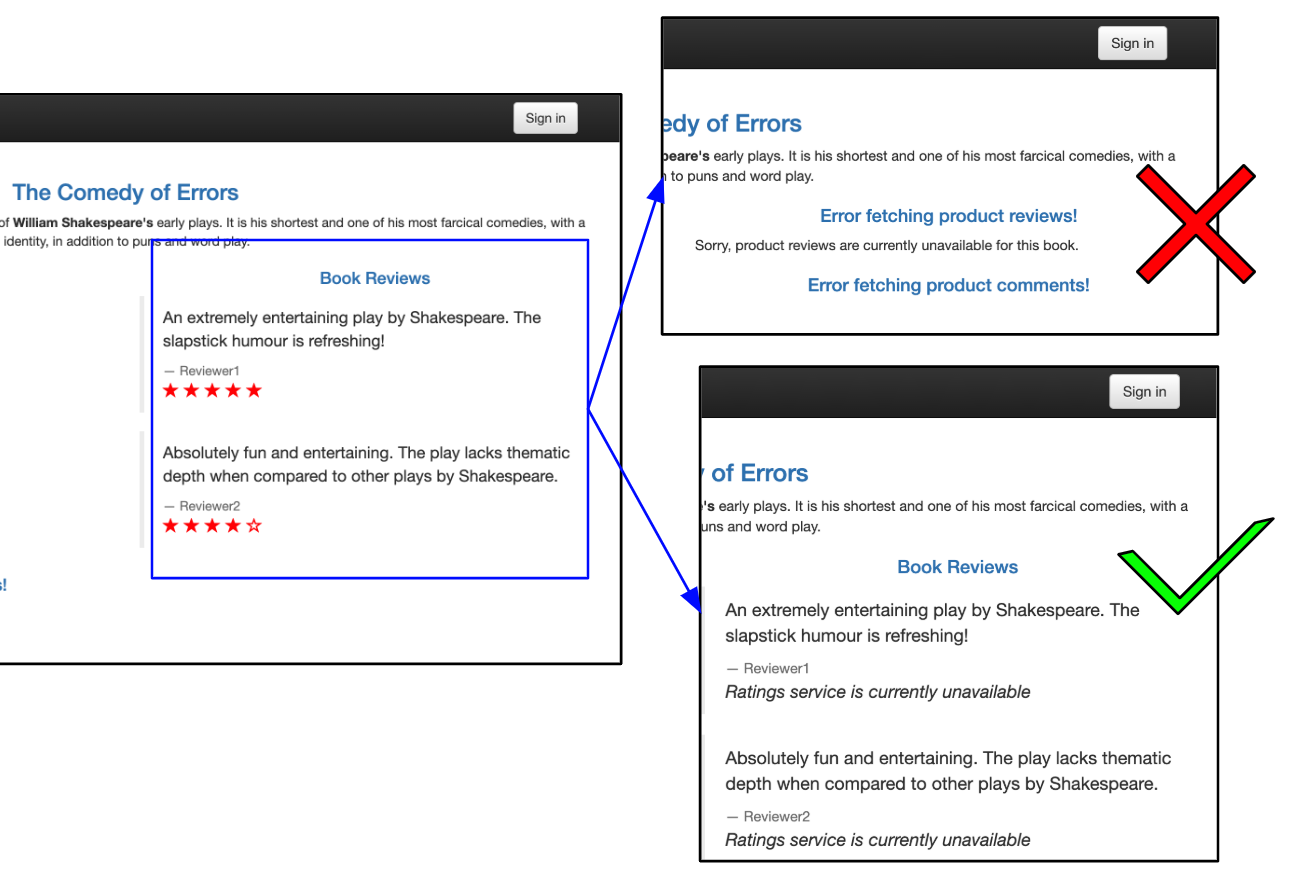 Sign in
The Comedy of Errors
of William Shakespeare's early plays. It is his shortest and one of his most farcical comedies, with a
identity, in addition to puns and word play.
Book Reviews
An extremely entertaining play by Shakespeare. The
slapstick humour is refreshing!
— Reviewer1
Absolutely fun and entertaining. The play lacks thematic
depth when compared to other plays by Shakespeare.
— Reviewer2
s!
Sign in
edy of Errors
peare's early plays. It is his shortest and one of his most farcical comedies, with a
to puns and word play.
Error fetching product reviews!
Sorry, product reviews are currently unavailable for this book.
Error fetching product comments!
Sign in
of Errors
's early plays. It is his shortest and one of his most farcical comedies, with a
uns and word play.
Book Reviews
An extremely entertaining play by Shakespeare. The
slapstick humour is refreshing!
— Reviewer1
Ratings service is currently unavailable
Absolutely fun and entertaining. The play lacks thematic
depth when compared to other plays by Shakespeare.
— Reviewer2
Ratings service is currently unavailable